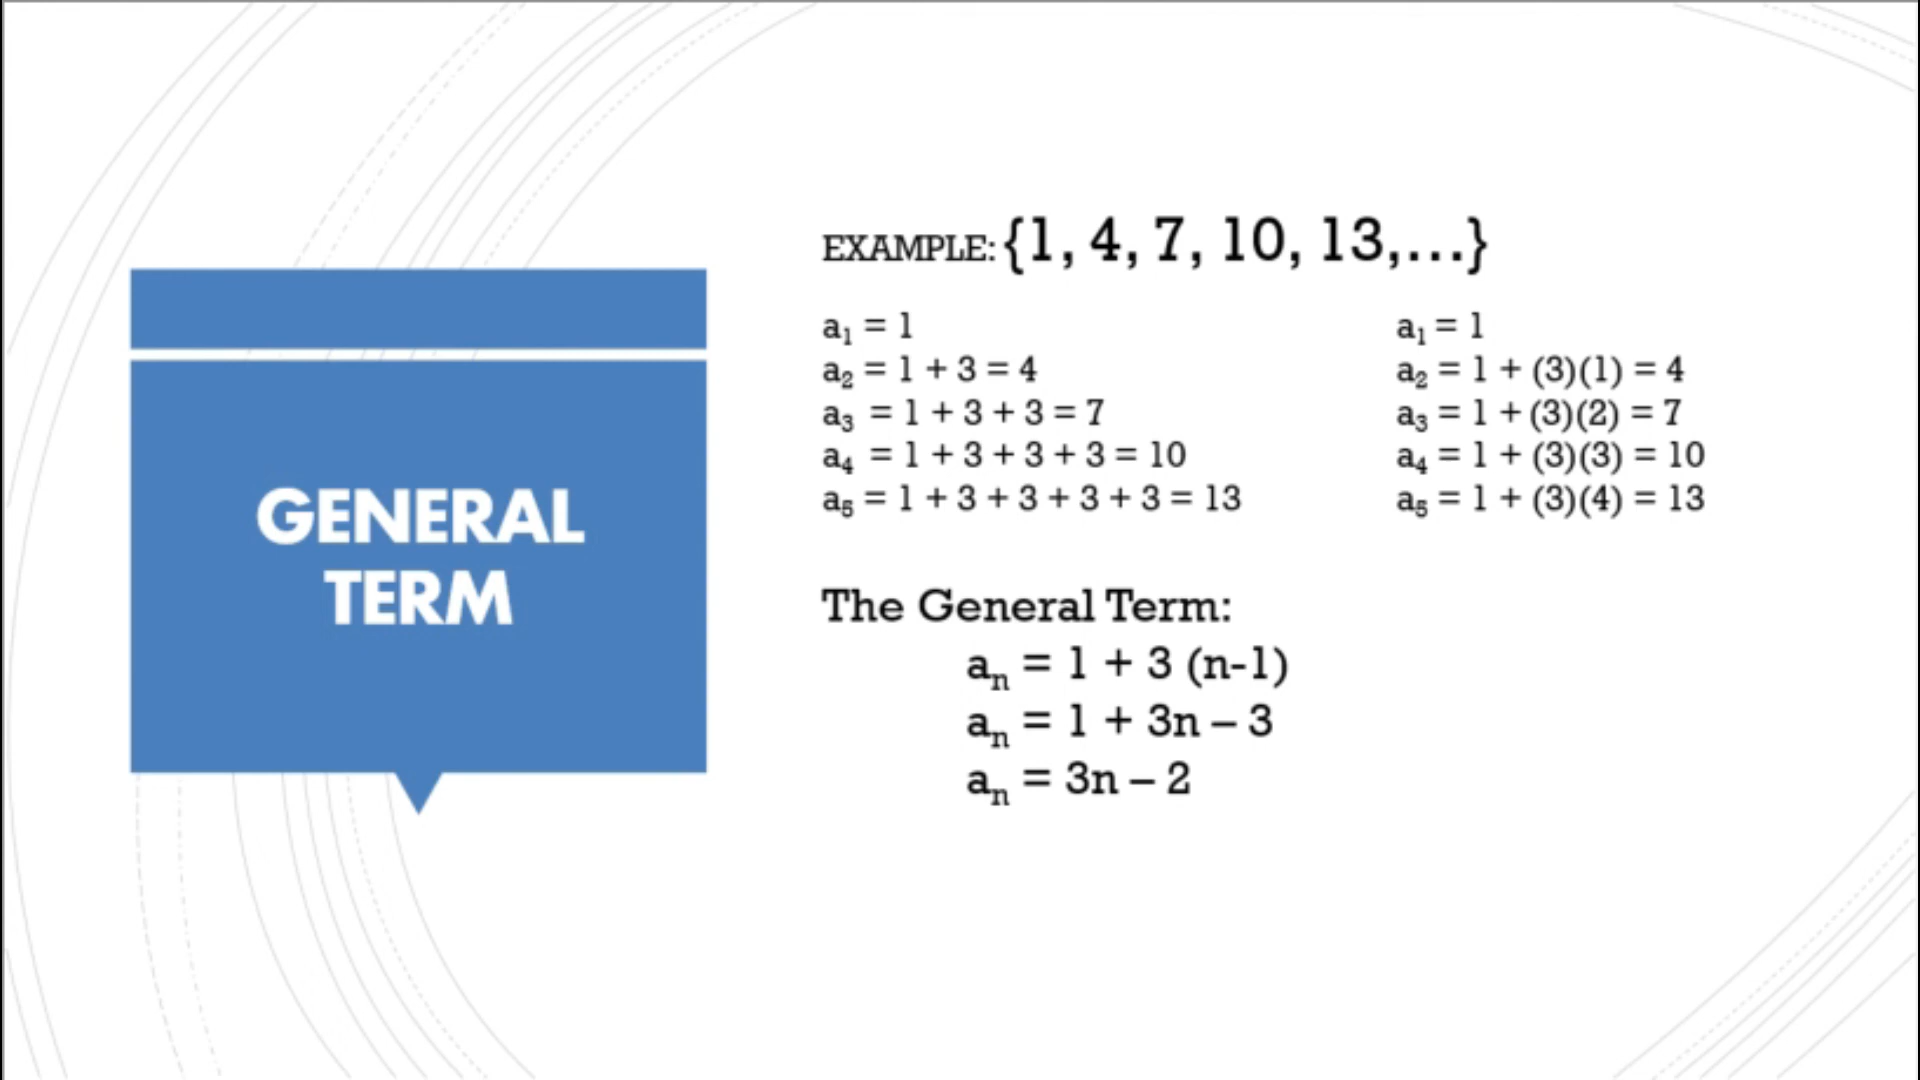 GENERAL
TERM
EXAMPLE: {1, 4, 7, 10, 13,...}
a₁ = 1
a₂ = 1 + 3 = 4
a₃ = 1 + 3 + 3 = 7
a₄ = 1 + 3 + 3 + 3 = 10
a₅ = 1 + 3 + 3 + 3 + 3 = 13
a₁ = 1
a₂ = 1 + (3)(1) = 4
a₃ = 1 + (3)(2) = 7
a₄ = 1 + (3)(3) = 10
a₅ = 1 + (3)(4) = 13
The General Term:
aₙ = 1 + 3 (n-1)
aₙ = 1 + 3n – 3
aₙ = 3n – 2